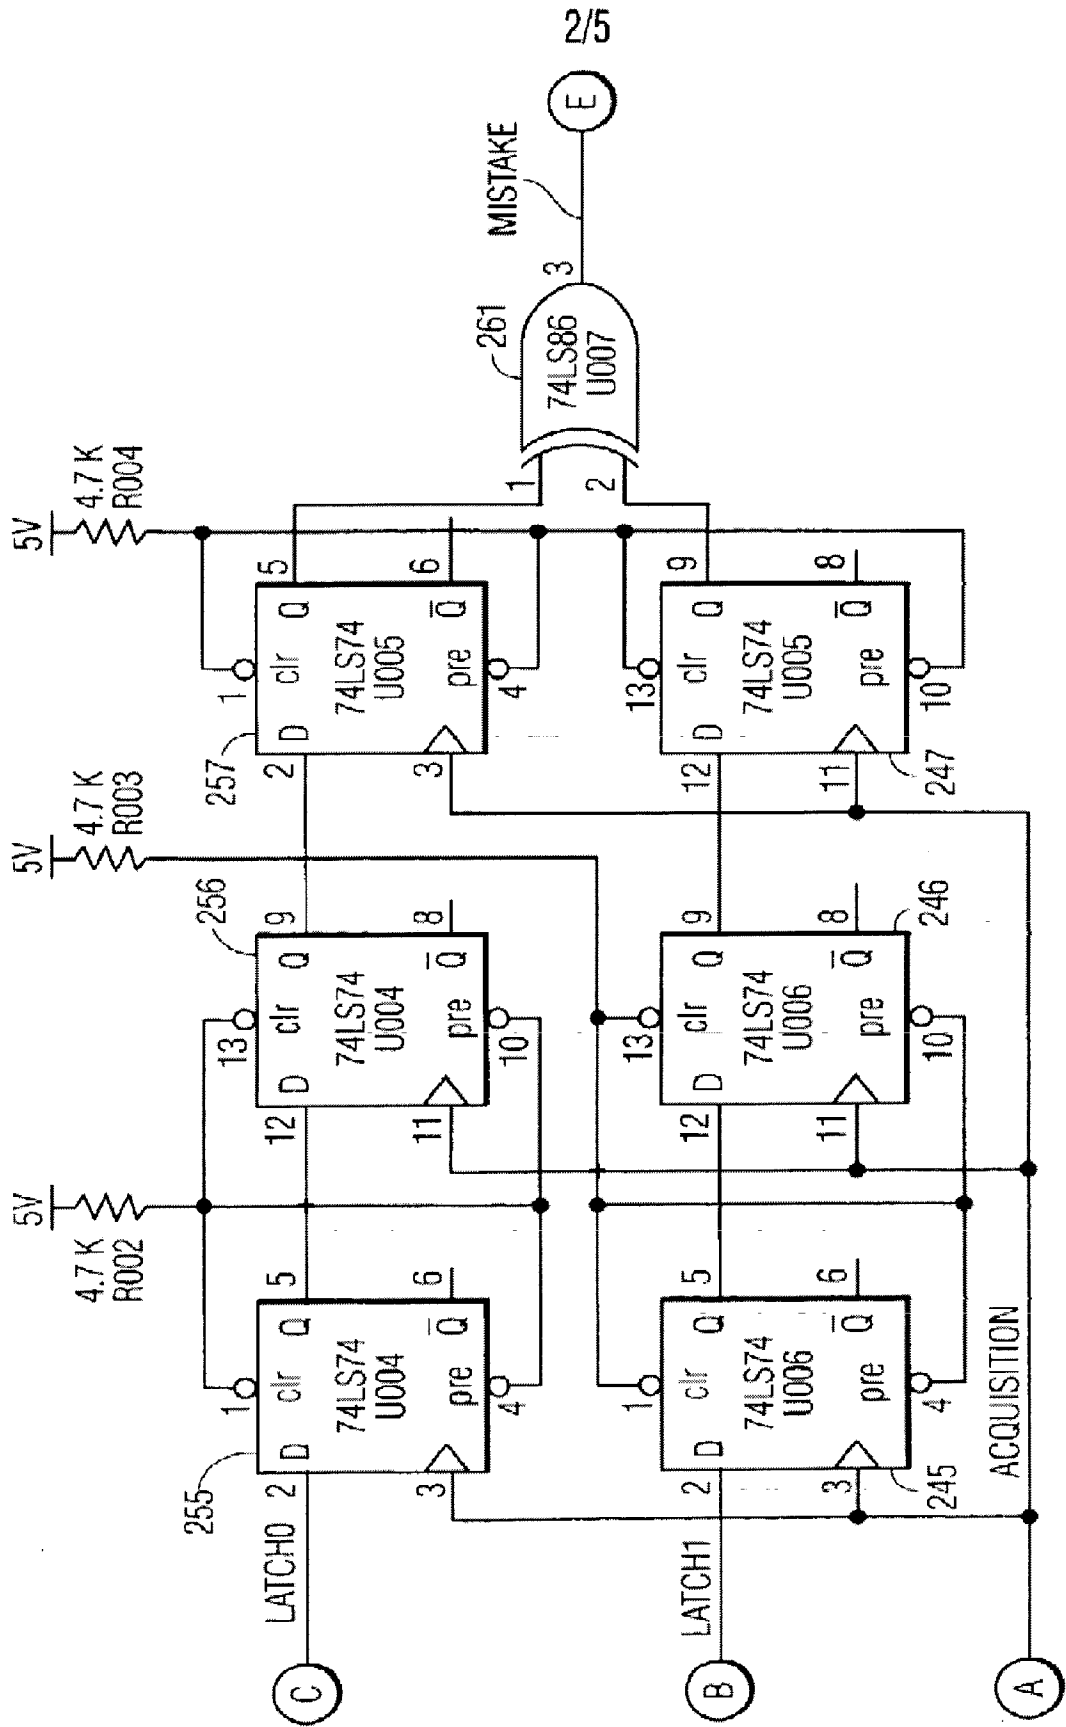 2/5
5V
4.7 K
R002
5V
4.7 K
R003
5V
4.7 K
R004
C
LATCH0
255
2
D
1
clr
Q
5
74LS74
U004
3
pre
4
Q̅
6
256
12
D
13
clr
Q
9
74LS74
U004
11
pre
10
Q̅
8
257
2
D
1
clr
Q
5
74LS74
U005
3
pre
4
Q̅
6
1
2
261
74LS86
U007
3
MISTAKE
E
B
LATCH1
2
D
1
clr
Q
5
74LS74
U006
3
pre
4
Q̅
6
245
12
D
13
clr
Q
9
74LS74
U006
11
pre
10
Q̅
8
246
12
D
13
clr
Q
9
74LS74
U005
11
pre
10
Q̅
8
247
A
ACQUISITION